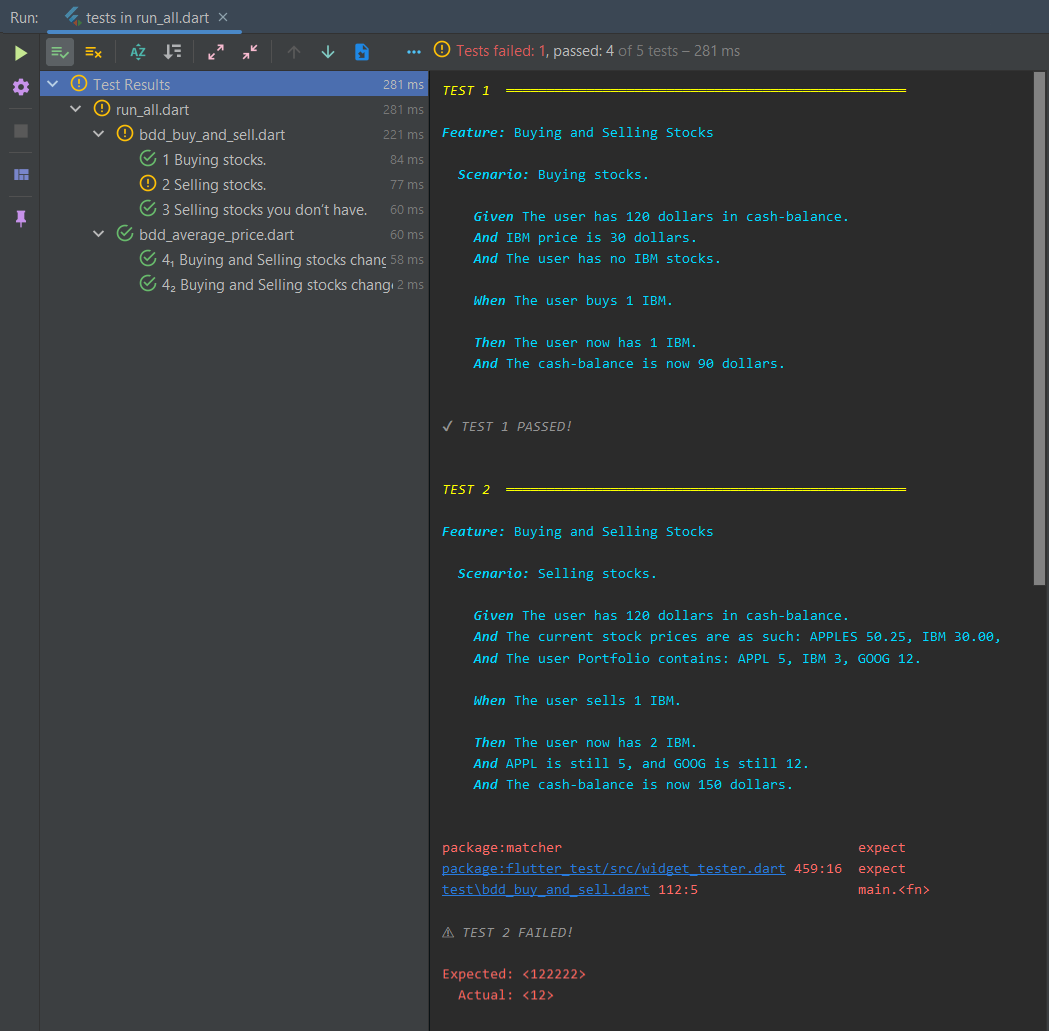 Run: tests in run_all.dart
Tests failed: 1, passed: 4 of 5 tests – 281 ms
Test Results 281 ms
run_all.dart 281 ms
bdd_buy_and_sell.dart 221 ms
1 Buying stocks. 84 ms
2 Selling stocks. 77 ms
3 Selling stocks you don't have. 60 ms
bdd_average_price.dart 60 ms
4₁ Buying and Selling stocks chang 58 ms
4₂ Buying and Selling stocks change 2 ms
TEST 1
Feature: Buying and Selling Stocks
Scenario: Buying stocks.
Given The user has 120 dollars in cash-balance.
And IBM price is 30 dollars.
And The user has no IBM stocks.
When The user buys 1 IBM.
Then The user now has 1 IBM.
And The cash-balance is now 90 dollars.
✓ TEST 1 PASSED!
TEST 2
Feature: Buying and Selling Stocks
Scenario: Selling stocks.
Given The user has 120 dollars in cash-balance.
And The current stock prices are as such: APPLES 50.25, IBM 30.00,
And The user Portfolio contains: APPL 5, IBM 3, GOOG 12.
When The user sells 1 IBM.
Then The user now has 2 IBM.
And APPL is still 5, and GOOG is still 12.
And The cash-balance is now 150 dollars.
package:matcher expect
package:flutter_test/src/widget_tester.dart 459:16 expect
test\bdd_buy_and_sell.dart 112:5 main.<fn>
⚠ TEST 2 FAILED!
Expected: <122222>
Actual: <12>